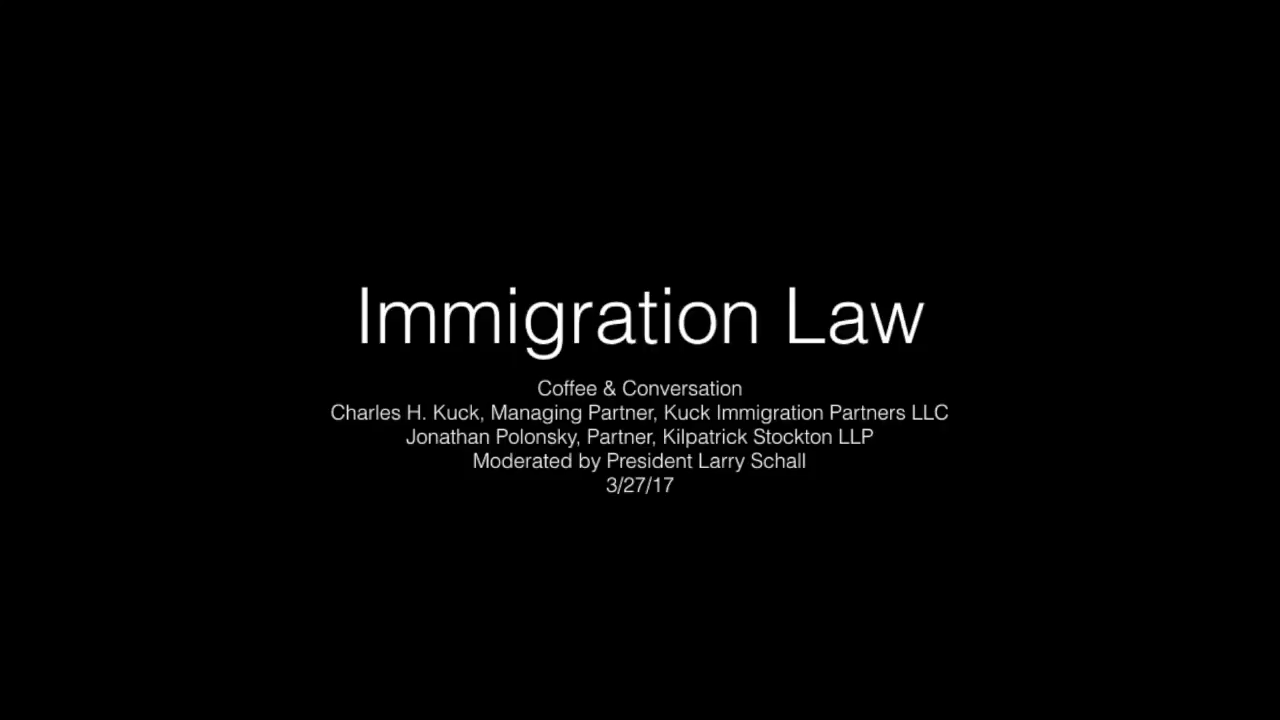 Immigration Law
Coffee & Conversation
Charles H. Kuck, Managing Partner, Kuck Immigration Partners LLC
Jonathan Polonsky, Partner, Kilpatrick Stockton LLP
Moderated by President Larry Schall
3/27/17